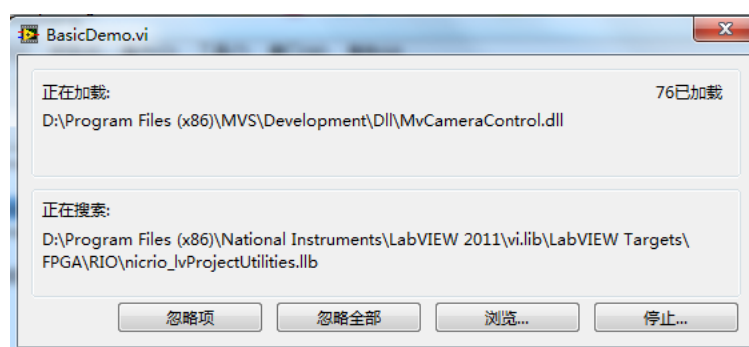 BasicDemo.vi
正在加载:
76已加载
D:\Program Files (x86)\MVS\Development\Dll\MvCameraControl.dll
正在搜索:
D:\Program Files (x86)\National Instruments\LabVIEW 2011\vi.lib\LabVIEW Targets\
FPGA\RIO\nicrio_lvProjectUtilities.llb
忽略项
忽略全部
浏览...
停止...